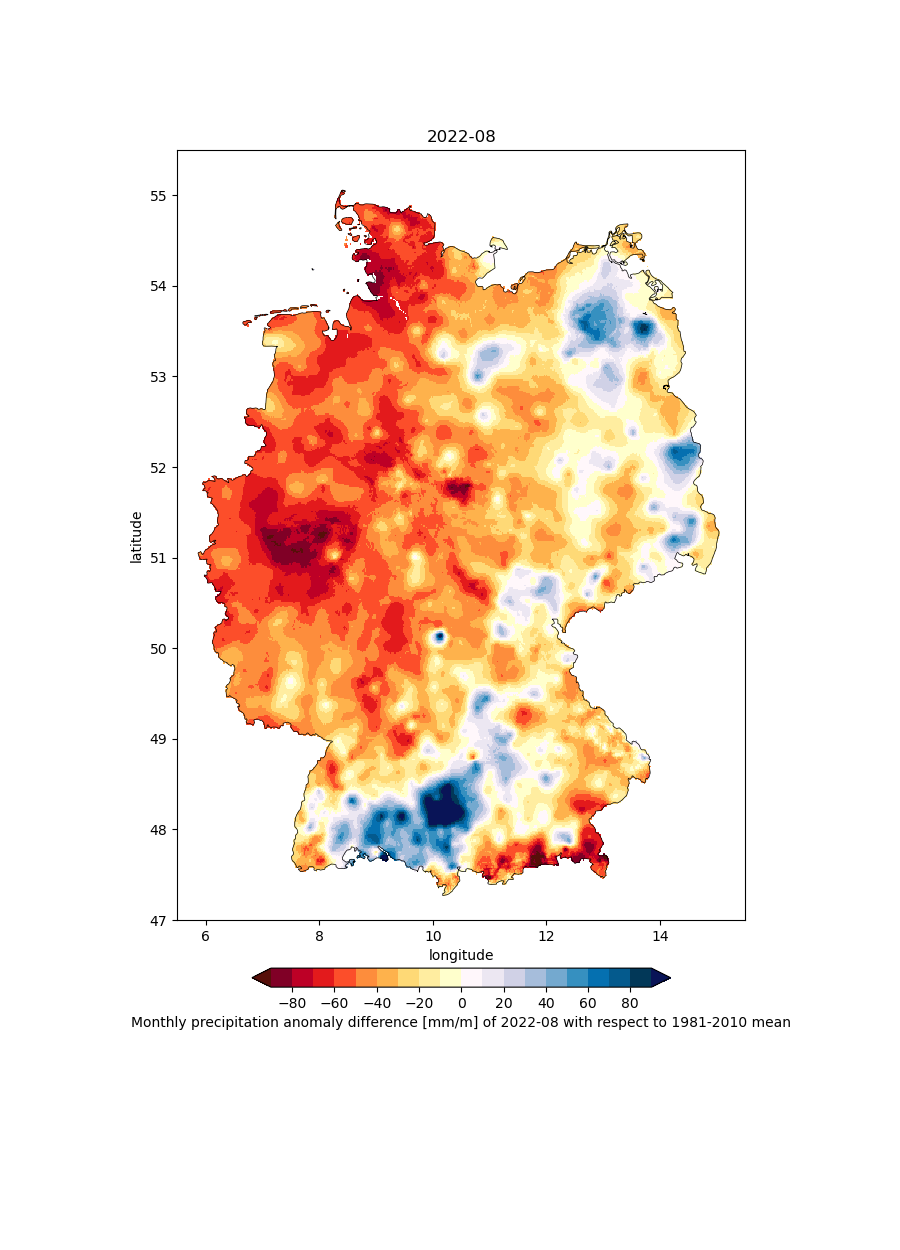 2022-08
55
54
53
52
51
50
49
48
47
latitude
6 8 10 12 14
longitude
−80 −60 −40 −20 0 20 40 60 80
Monthly precipitation anomaly difference [mm/m] of 2022-08 with respect to 1981-2010 mean